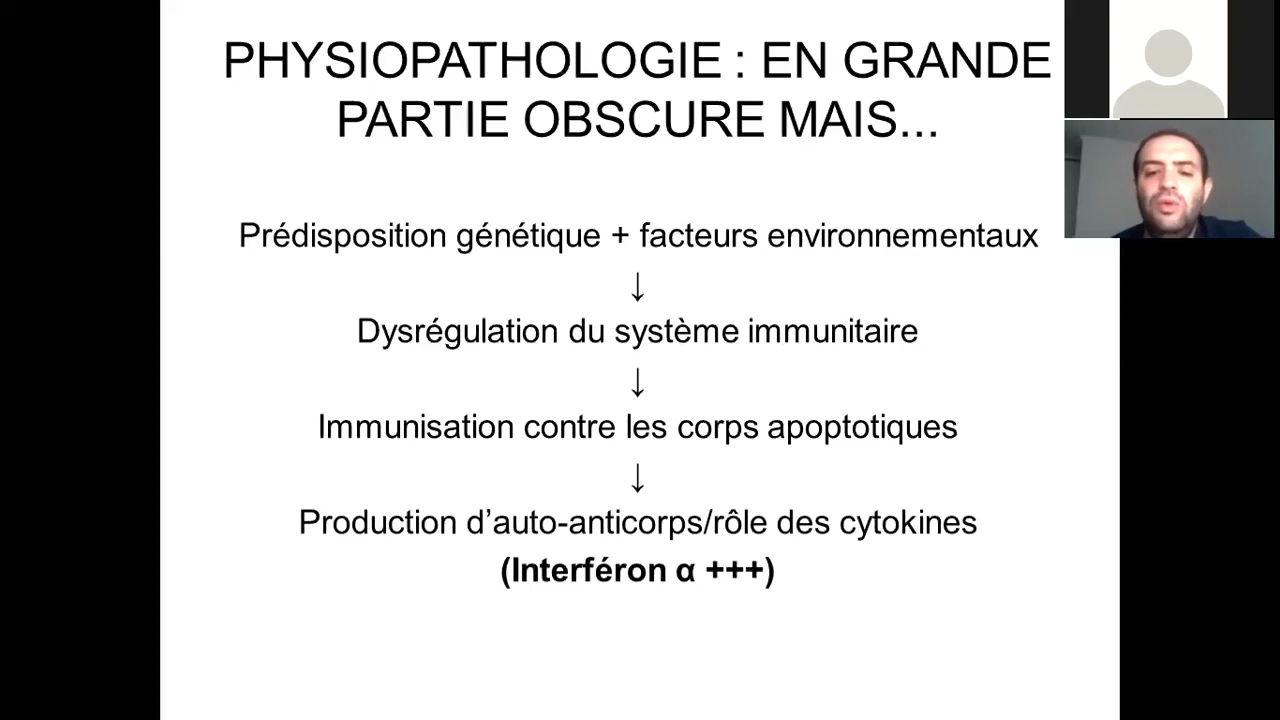 PHYSIOPATHOLOGIE : EN GRANDE
PARTIE OBSCURE MAIS...
Prédisposition génétique + facteurs environnementaux
↓
Dysrégulation du système immunitaire
↓
Immunisation contre les corps apoptotiques
↓
Production d’auto-anticorps/rôle des cytokines
(Interféron α +++)